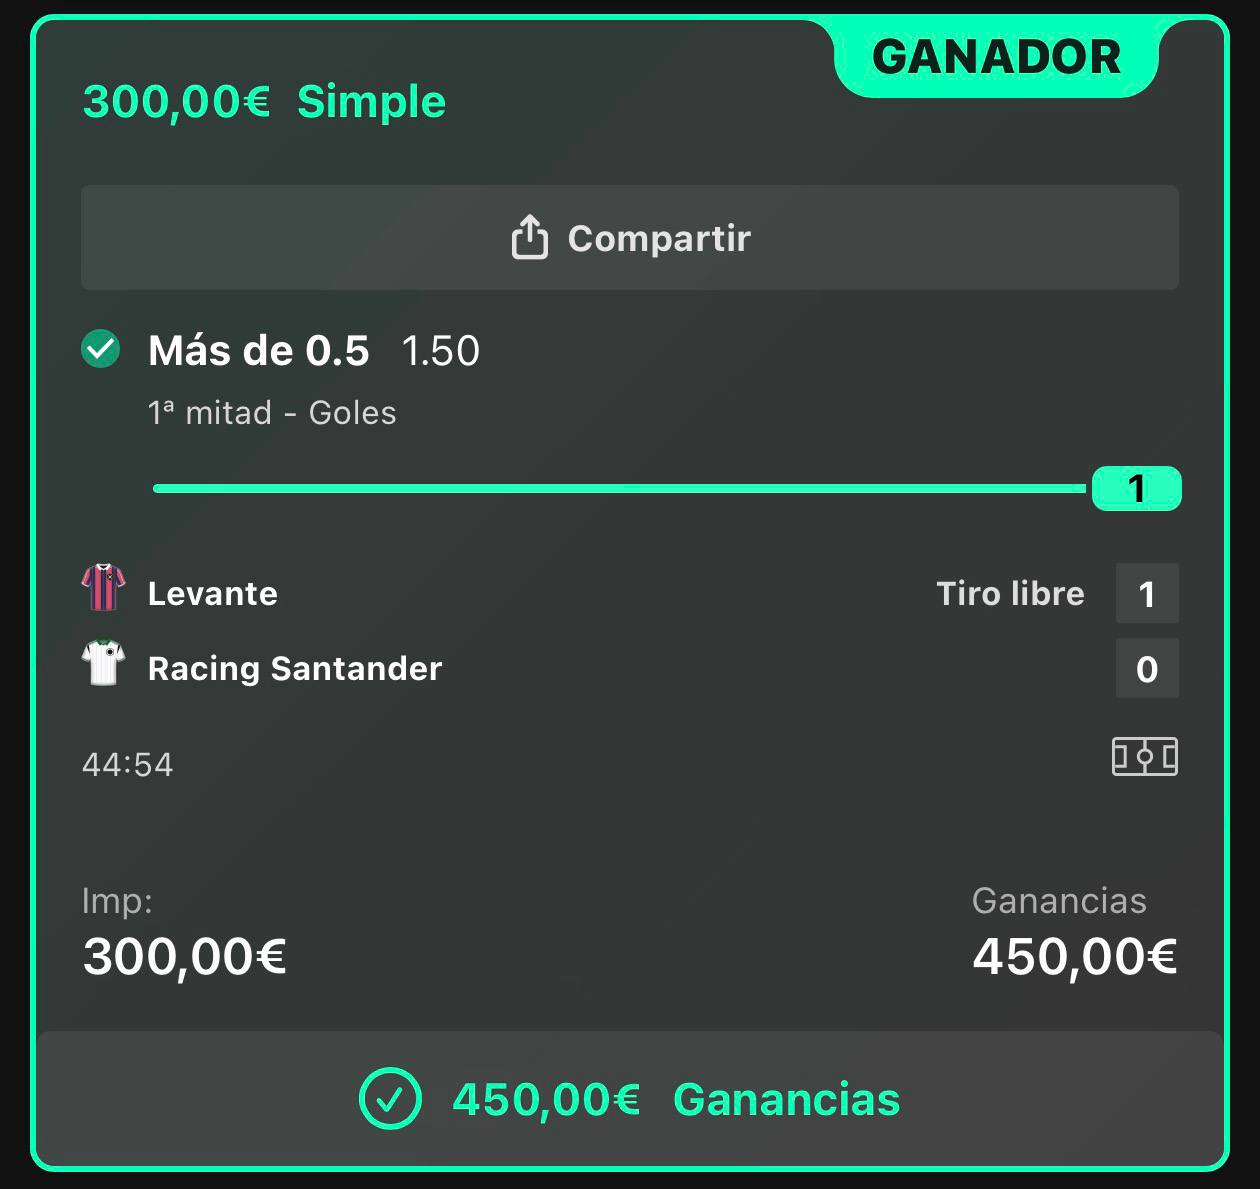 GANADOR
300,00€ Simple
Compartir
Más de 0.5 1.50
1ª mitad - Goles
1
Levante Tiro libre 1
Racing Santander 0
44:54
Imp: Ganancias
300,00€ 450,00€
450,00€ Ganancias